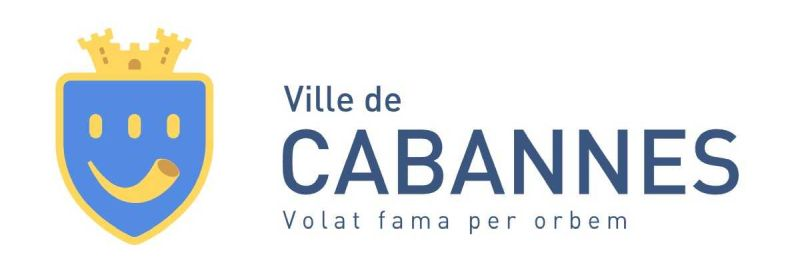 Ville de
CABANNES
Volat fama per orbem